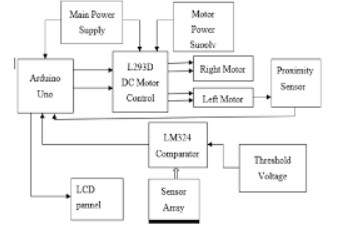 Main Power
Supply
Motor
Power
Supply
Arduino
Uno
L293D
DC Motor
Control
Right Motor
Left Motor
Proximity
Sensor
LM324
Comparator
Threshold
Voltage
LCD
pannel
Sensor
Array